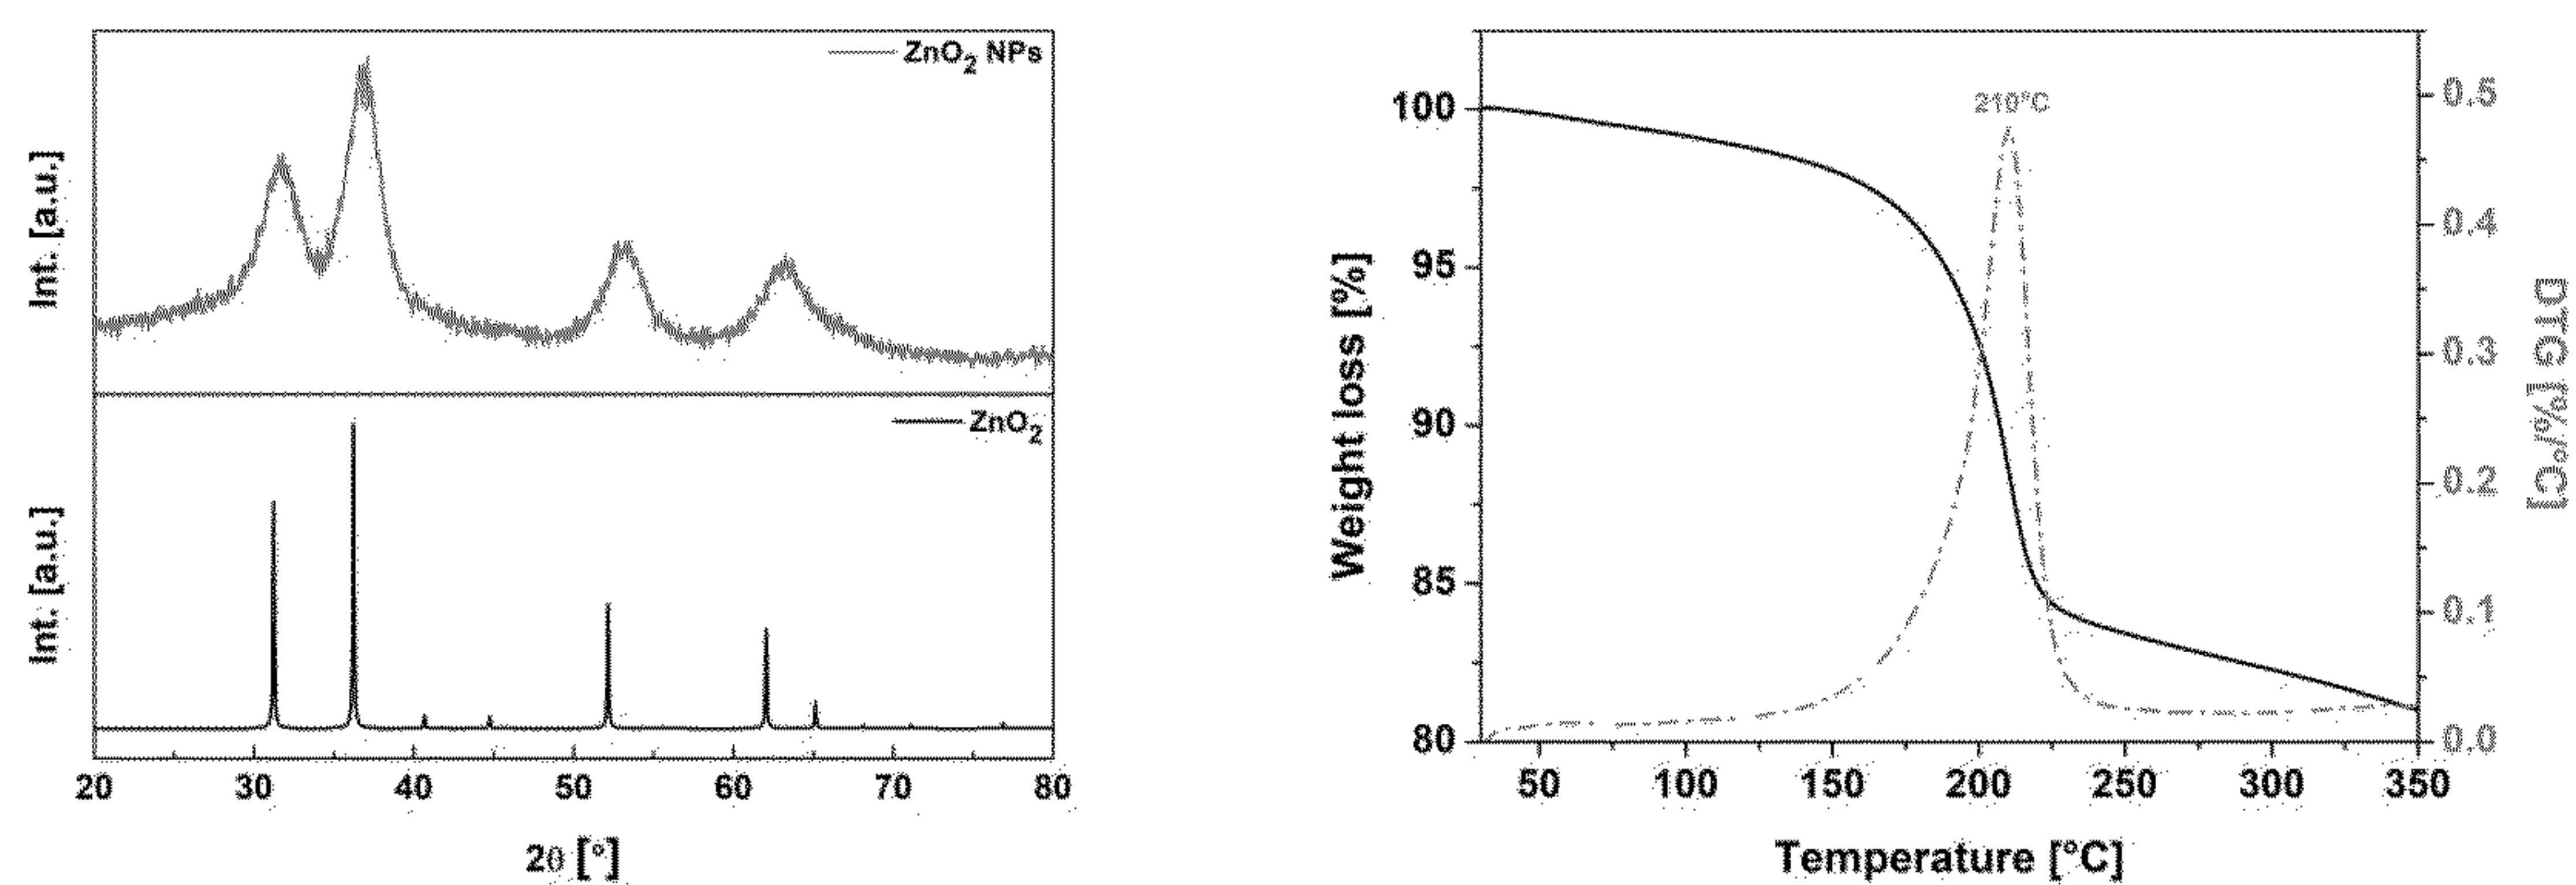 ZnO2 NPs
Int. [a.u.]
ZnO2
Int. [a.u.]
20 30 40 50 60 70 80
2θ [°]
210°C
100
95
90
85
80
Weight loss [%]
0.5
0.4
0.3
0.2
0.1
0.0
DTG [%/°C]
50 100 150 200 250 300 350
Temperature [°C]